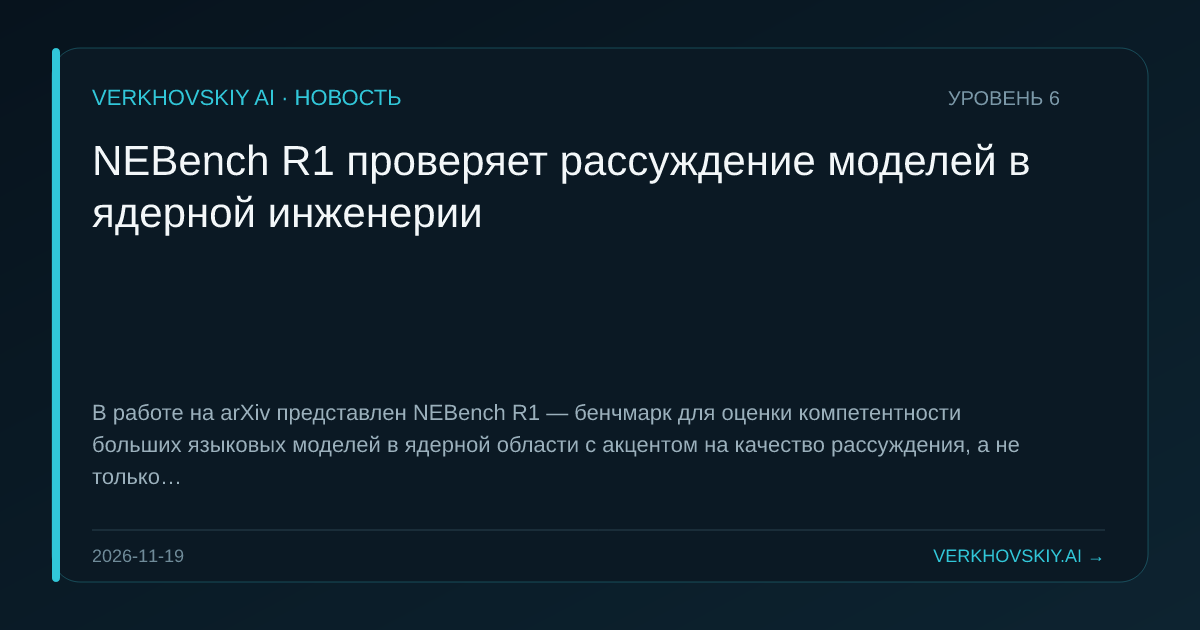 VERKHOVSKIY AI · НОВОСТЬ
УРОВЕНЬ 6
NEBench R1 проверяет рассуждение моделей в
ядерной инженерии
В работе на arXiv представлен NEBench R1 — бенчмарк для оценки компетентности
больших языковых моделей в ядерной области с акцентом на качество рассуждения, а не
только…
2026-11-19
VERKHOVSKIY.AI →